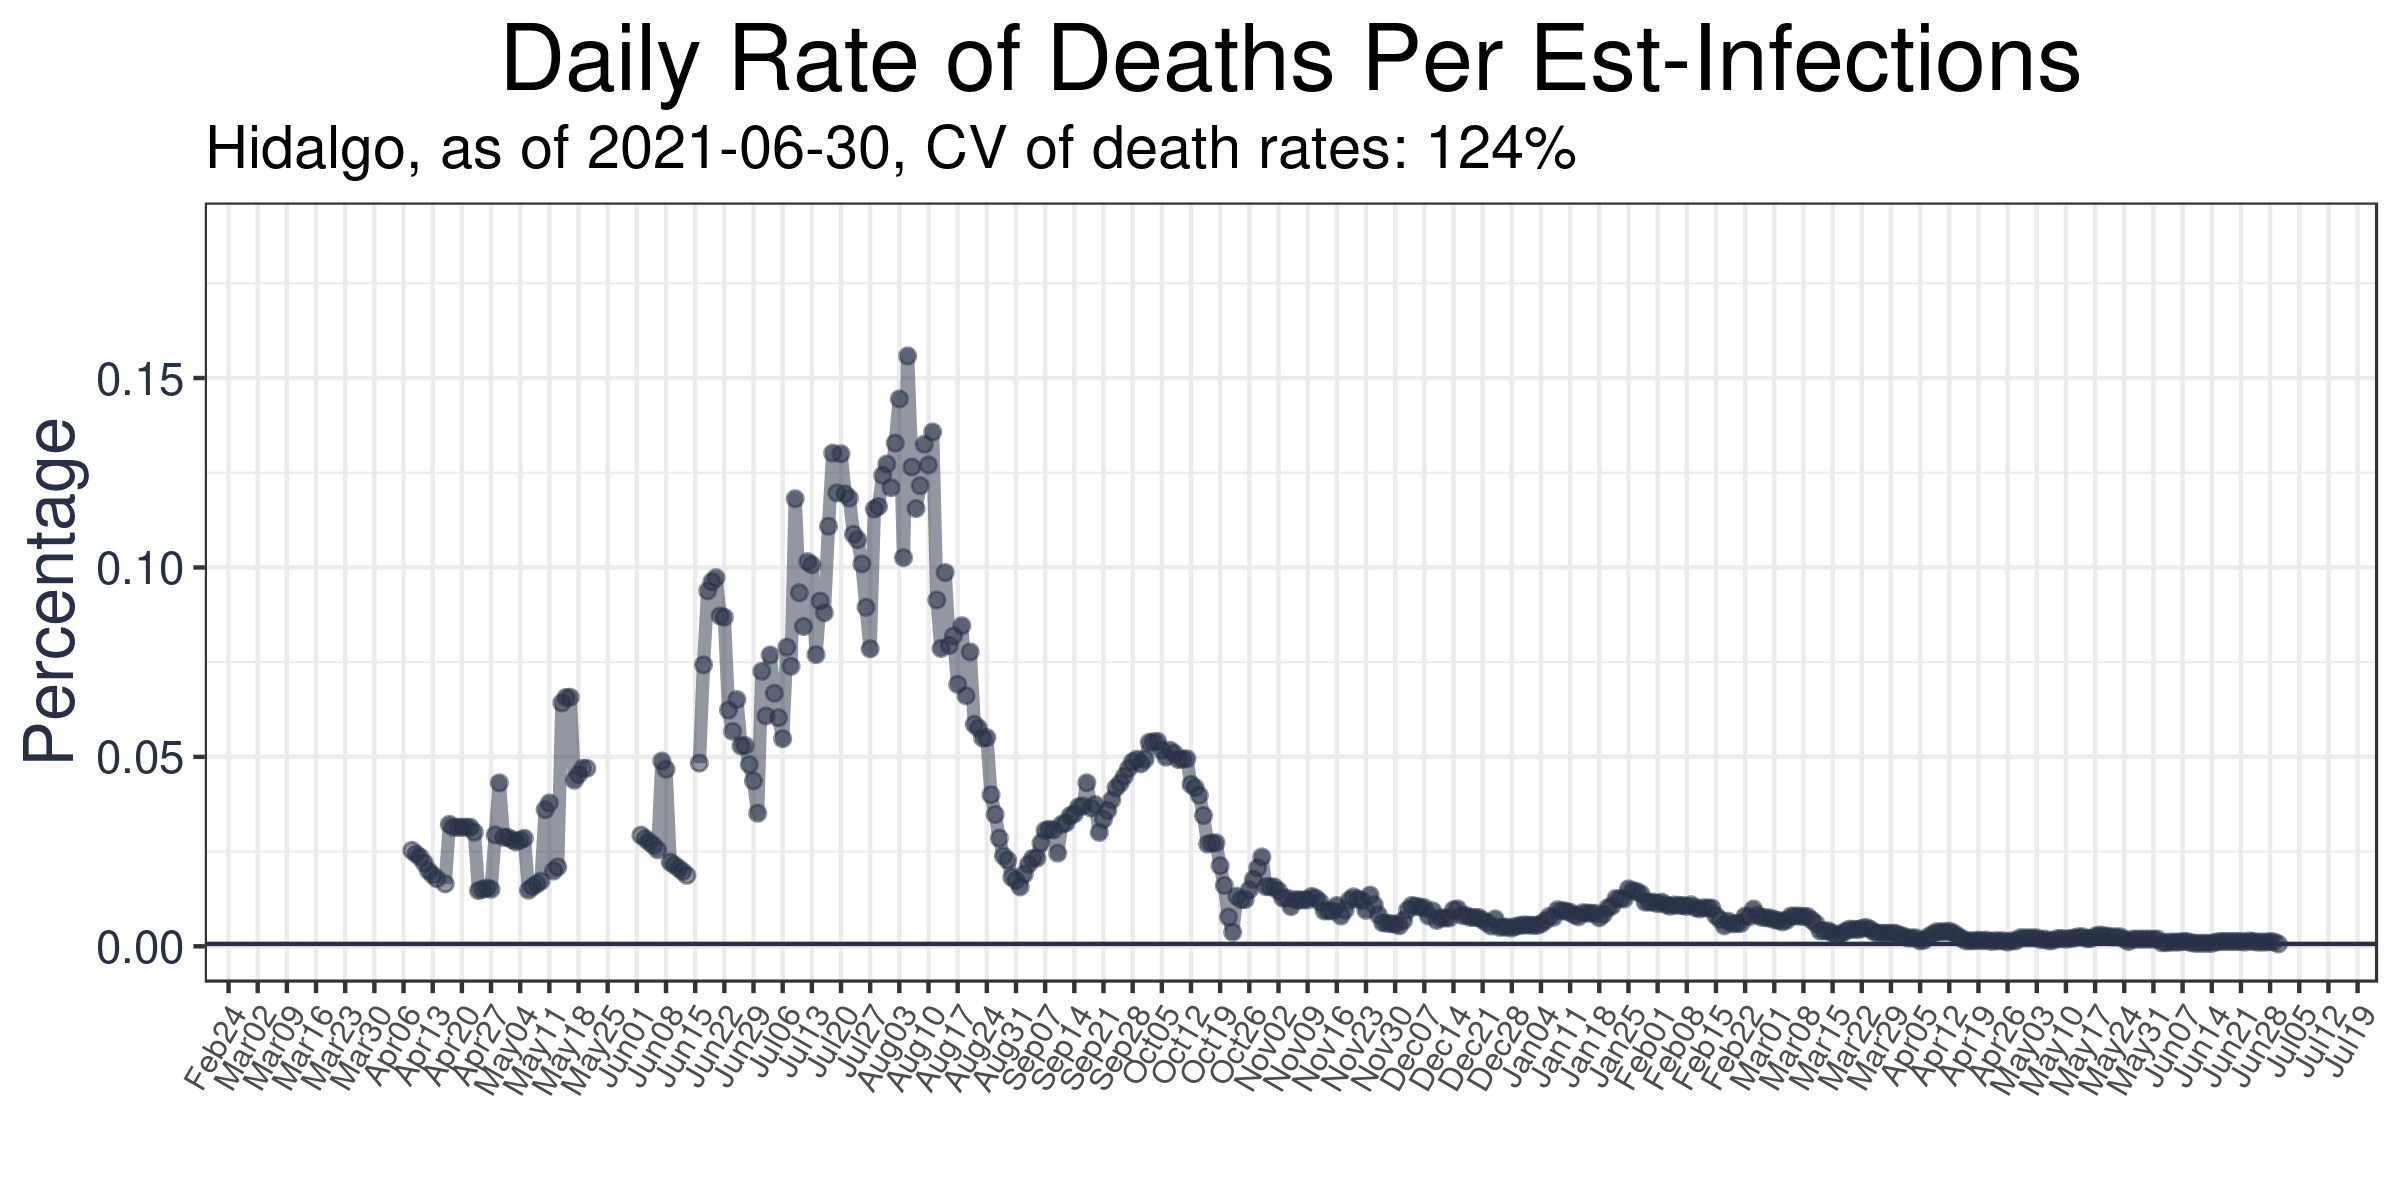 Daily Rate of Deaths Per Est-Infections
Hidalgo, as of 2021-06-30, CV of death rates: 124%
Percentage
0.15
0.10
0.05
0.00
Feb24
Mar02
Mar09
Mar16
Mar23
Mar30
Apr06
Apr13
Apr20
Apr27
May04
May11
May18
May25
Jun01
Jun08
Jun15
Jun22
Jun29
Jul06
Jul13
Jul20
Jul27
Aug03
Aug10
Aug17
Aug24
Aug31
Sep07
Sep14
Sep21
Sep28
Oct05
Oct12
Oct19
Oct26
Nov02
Nov09
Nov16
Nov23
Nov30
Dec07
Dec14
Dec21
Dec28
Jan04
Jan11
Jan18
Jan25
Feb01
Feb08
Feb15
Feb22
Mar01
Mar08
Mar15
Mar22
Mar29
Apr05
Apr12
Apr19
Apr26
May03
May10
May17
May24
May31
Jun07
Jun14
Jun21
Jun28
Jul05
Jul12
Jul19